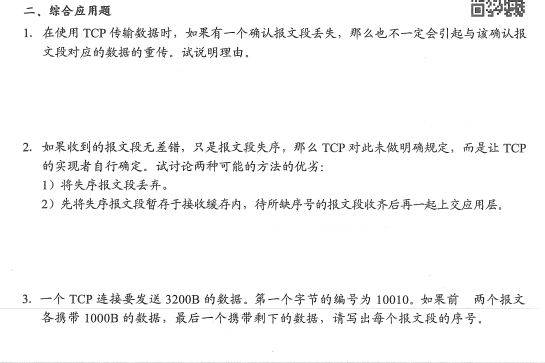 二、综合应用题
1. 在使用 TCP 传输数据时，如果有一个确认报文段丢失，那么也不一定会引起与该确认报
文段对应的数据的重传。试说明理由。
2. 如果收到的报文段无差错，只是报文段失序，那么 TCP 对此未做明确规定，而是让 TCP
的实现者自行确定。试讨论两种可能的方法的优劣：
1）将失序报文段丢弃。
2）先将失序报文段暂存于接收缓存内，待所缺序号的报文段收齐后再一起上交应用层。
3. 一个 TCP 连接要发送 3200B 的数据。第一个字节的编号为 10010。如果前 两个报文
各携带 1000B 的数据，最后一个携带剩下的数据，请写出每个报文段的序号。